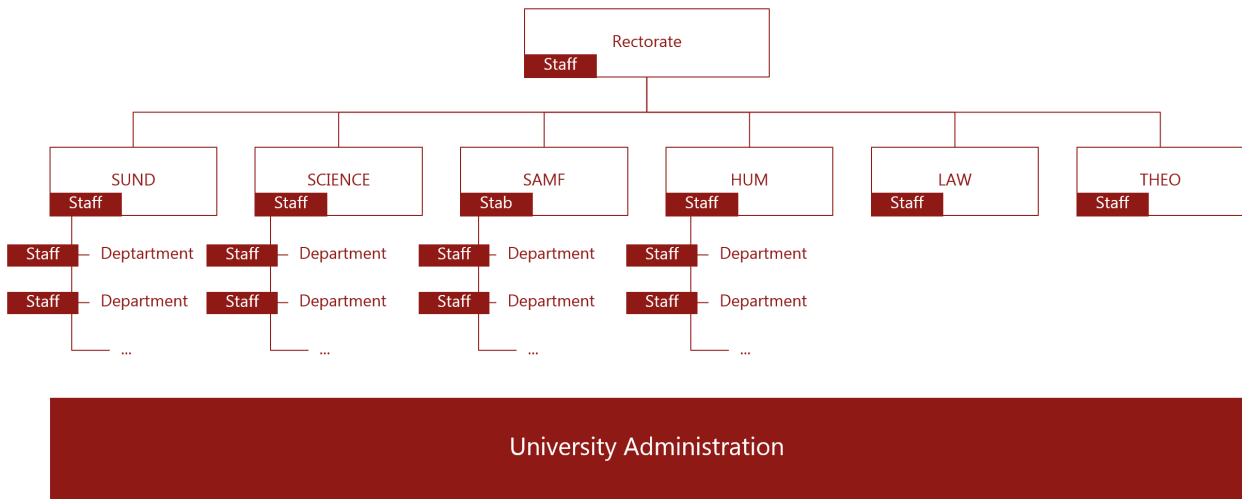 Rectorate
Staff
SUND
SCIENCE
SAMF
HUM
LAW
THEO
Staff
Staff
Stab
Staff
Staff
Staff
Staff
Deptartment
Staff
Department
Staff
Department
Staff
Department
Staff
Department
Staff
Department
Staff
Department
Staff
Department
...
...
...
...
University Administration